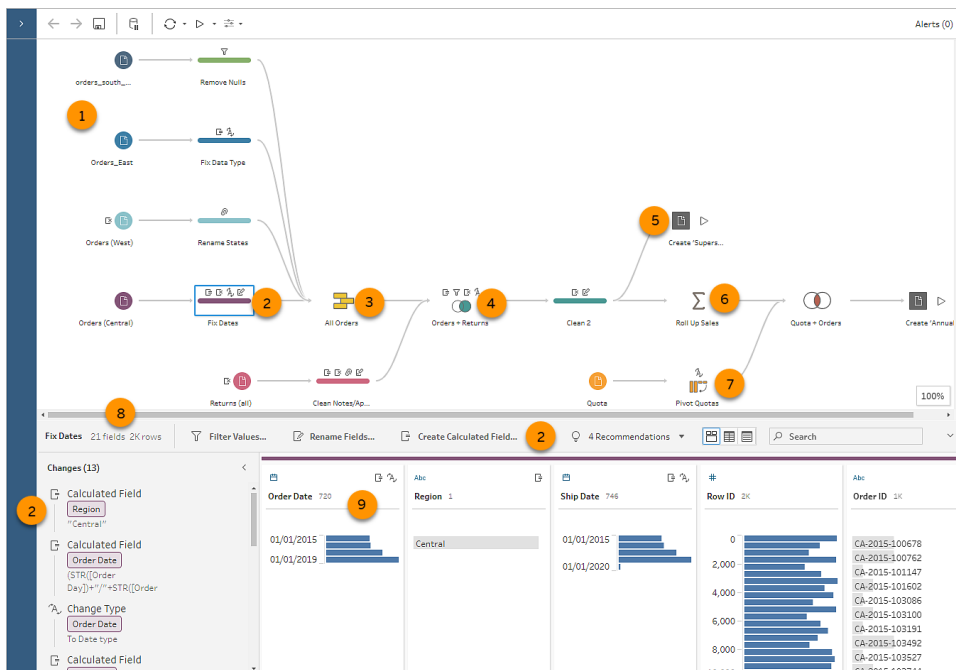 Alerts (0)
orders_south_...
Remove Nulls
1
Orders_East
Fix Data Type
Orders (West)
Rename States
5
Create 'Supers...
2
3
4
6
Orders (Central)
Fix Dates
All Orders
Orders + Returns
Clean 2
Roll Up Sales
Quota + Orders
Create 'Annual
7
Returns (all)
Clean Notes/Ap...
Quota
Pivot Quotas
100%
8
Fix Dates 21 fields 2K rows
Filter Values...
Rename Fields...
Create Calculated Field...
2
4 Recommendations
Search
Changes (13)
2
Calculated Field
Region
"Central"
Calculated Field
Order Date
(STR([Order
Day])+"/"+STR([Order
Change Type
Order Date
To Date type
Calculated Field
Order Date 720
9
01/01/2015
01/01/2019
Abc
Region 1
Central
Ship Date 746
01/01/2015
01/01/2020
#
Row ID 2K
0
2,000
4,000
6,000
8,000
Abc
Order ID 1K
CA-2015-100678
CA-2015-100762
CA-2015-101147
CA-2015-101602
CA-2015-103086
CA-2015-103100
CA-2015-103191
CA-2015-103492
CA-2015-103527